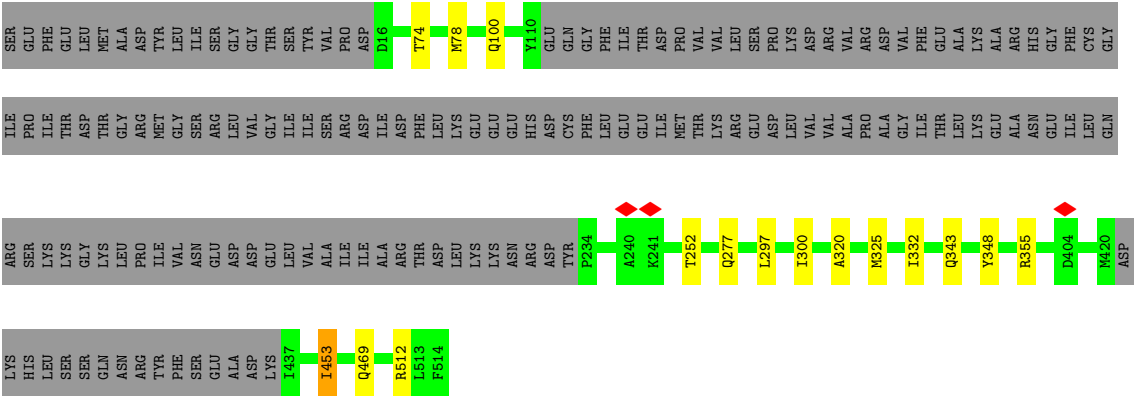 SER GLU PHE GLU LEU MET ALA ASP TYR LEU ILE SER GLY GLY THR SER TYR VAL PRO ASP D16 T74 M78 Q100 Y110 GLU GLN GLY PHE ILE THR ASP PRO VAL VAL LEU SER PRO LYS ASP ARG VAL ARG ASP VAL PHE GLU ALA LYS ALA ARG HIS GLY PHE CYS GLY
ILE PRO ILE THR ASP THR GLY ARG MET GLY SER ARG LEU VAL GLY ILE ILE SER ARG ASP ILE ASP PHE LEU LYS GLU GLU GLU HIS ASP CYS PHE LEU GLU GLU ILE MET THR LYS ARG GLU ASP LEU VAL VAL ALA PRO ALA GLY ILE THR LEU LYS GLU ALA ASN GLU ILE LEU GLN
ARG SER LYS LYS GLY LYS LEU PRO ILE VAL ASN GLU ASP ASP GLU LEU VAL ALA ILE ILE ALA ARG THR ASP LEU LYS LYS ASN ARG ASP TYR P234 A240 K241 T252 Q277 L297 I300 A320 M325 I332 Q343 Y348 R355 D404 M420 ASP
LYS HIS LEU SER SER GLN ASN ARG TYR PHE SER GLU ALA ASP LYS I437 I453 Q469 R512 L513 F514